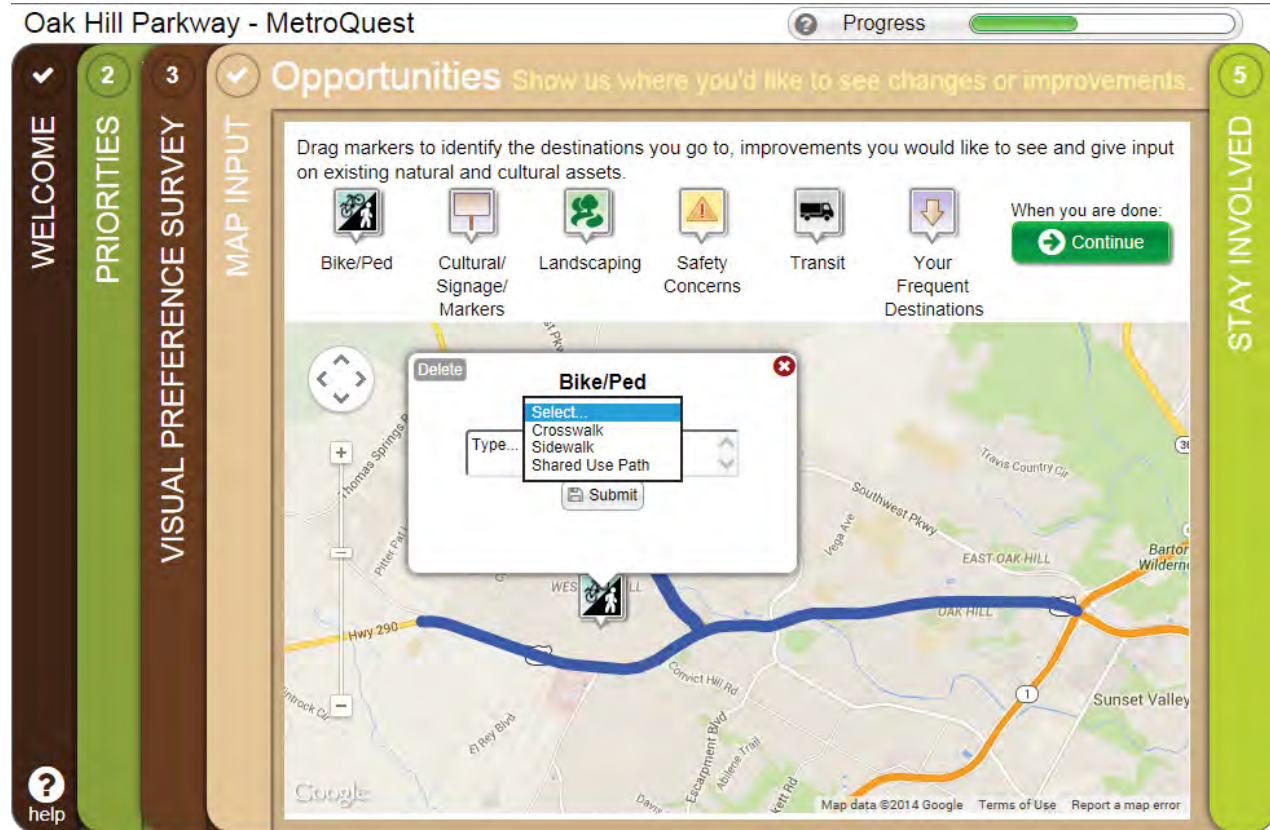 Oak Hill Parkway - MetroQuest
? Progress
WELCOME
2
PRIORITIES
3
VISUAL PREFERENCE SURVEY
MAP INPUT
Opportunities Show us where you'd like to see changes or improvements.
5
STAY INVOLVED
Drag markers to identify the destinations you go to, improvements you would like to see and give input
on existing natural and cultural assets.
Bike/Ped
Cultural/
Signage/
Markers
Landscaping
Safety
Concerns
Transit
Your
Frequent
Destinations
When you are done:
Continue
Delete
Bike/Ped
Select...
Crosswalk
Sidewalk
Shared Use Path
Type...
Submit
Thomas Springs
Travis Country Cir
Southwest Pkwy
Vega Ave
EAST OAK HILL
Barton
Wilderne
WES
LL
OAK HILL
Hwy 290
Convict Hill Rd
1
Sunset Valley
El Rey Blvd
Escarpment Blvd
Abilene Trail
Google
Map data ©2014 Google Terms of Use Report a map error
?
help